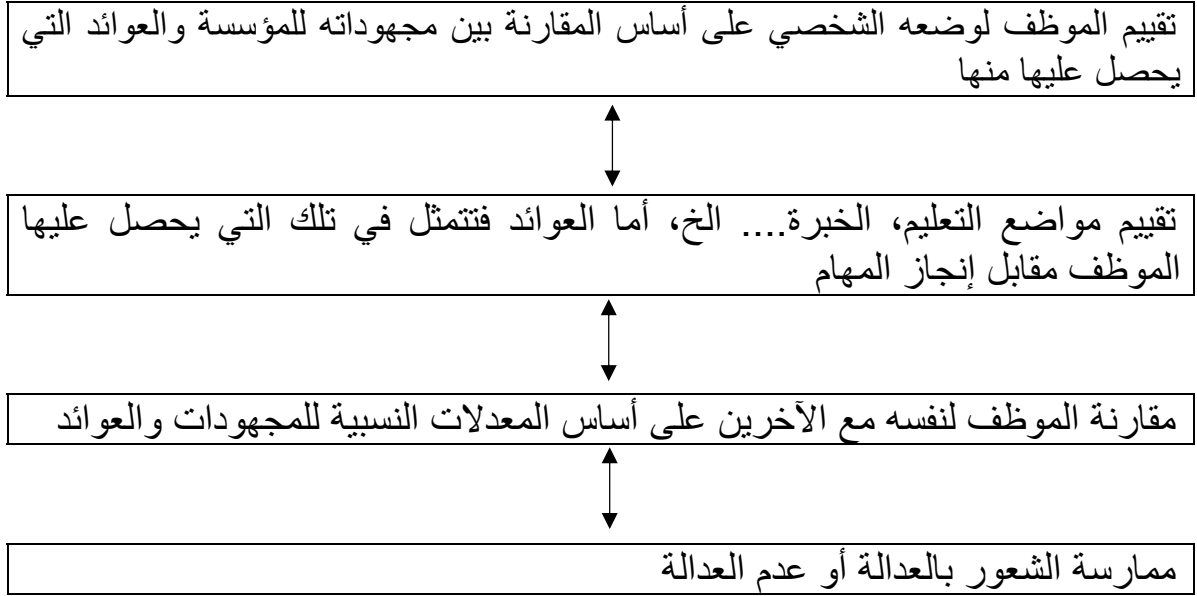 تقييم الموظف لوضعه الشخصي على أساس المقارنة بين مجهوداته للمؤسسة والعوائد التي
يحصل عليها منها
تقييم مواضع التعليم، الخبرة.... الخ، أما العوائد فتتمثل في تلك التي يحصل عليها
الموظف مقابل إنجاز المهام
مقارنة الموظف لنفسه مع الآخرين على أساس المعدلات النسبية للمجهودات والعوائد
ممارسة الشعور بالعدالة أو عدم العدالة